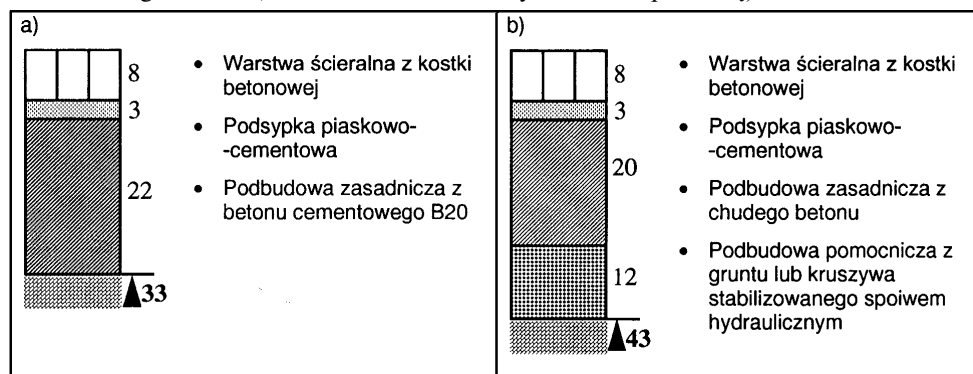 a)
8
3
22
33
• Warstwa ścieralna z kostki
betonowej
• Podsypka piaskowo-
-cementowa
• Podbudowa zasadnicza z
betonu cementowego B20
b)
8
3
20
12
43
• Warstwa ścieralna z kostki
betonowej
• Podsypka piaskowo-
-cementowa
• Podbudowa zasadnicza z
chudego betonu
• Podbudowa pomocnicza z
gruntu lub kruszywa
stabilizowanego spoiwem
hydraulicznym